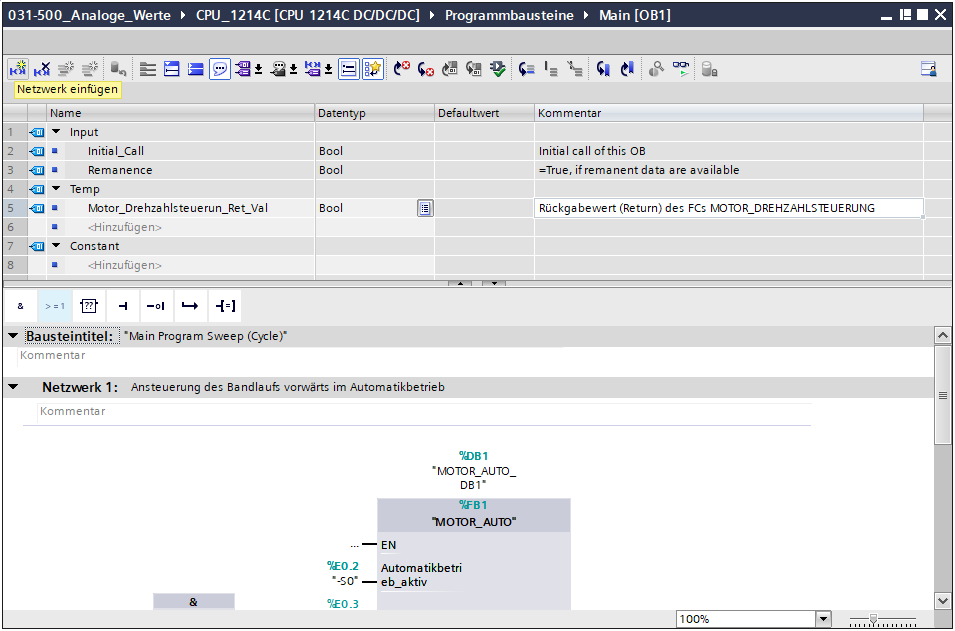 031-500_Analoge_Werte ▸ CPU_1214C [CPU 1214C DC/DC/DC] ▸ Programmbausteine ▸ Main [OB1]
Netzwerk einfügen
Name Datentyp Defaultwert Kommentar
1 Input
2 Initial_Call Bool Initial call of this OB
3 Remanence Bool =True, if remanent data are available
4 Temp
5 Motor_Drehzahlsteuerun_Ret_Val Bool Rückgabewert (Return) des FCs MOTOR_DREHZAHLSTEUERUNG
6 <Hinzufügen>
7 Constant
8 <Hinzufügen>
& >=1 ?? -| -o| ↦ -[=]
Bausteintitel: "Main Program Sweep (Cycle)"
Kommentar
Netzwerk 1: Ansteuerung des Bandlaufs vorwärts im Automatikbetrieb
Kommentar
%DB1
"MOTOR_AUTO_
DB1"
%FB1
"MOTOR_AUTO"
... EN
%E0.2
"-S0"
Automatikbetri
eb_aktiv
%E0.3
&
100%